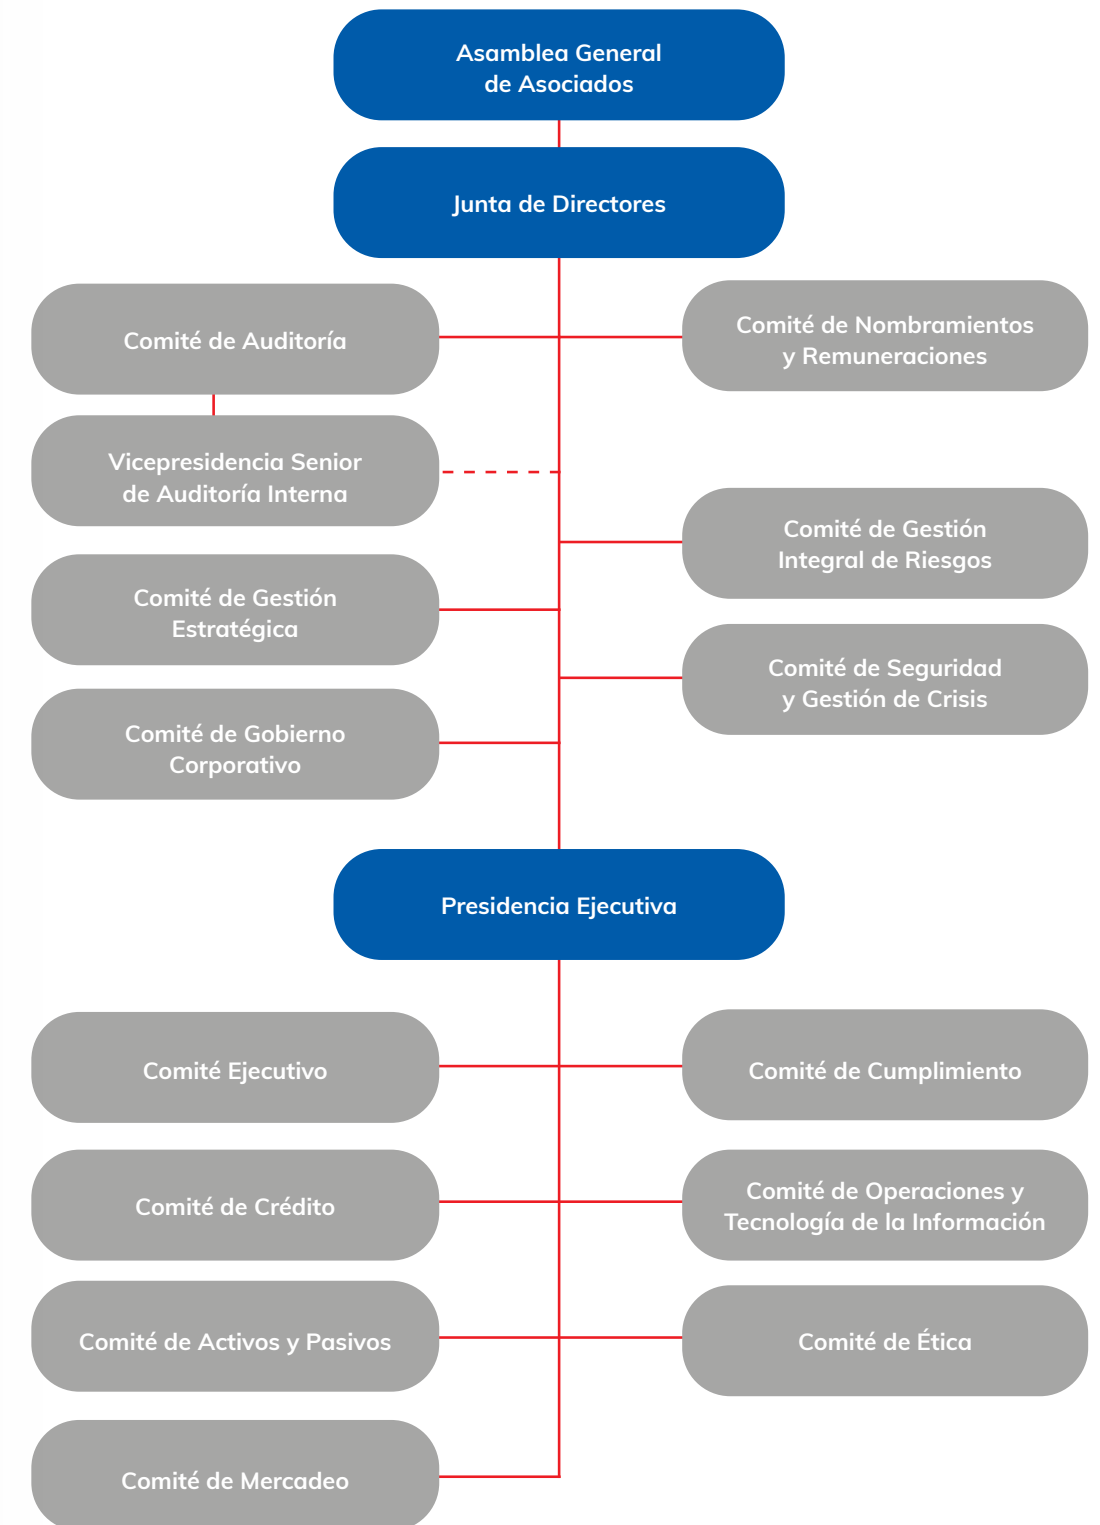 Asamblea General
de Asociados
Junta de Directores
Comité de Auditoría
Comité de Nombramientos
y Remuneraciones
Vicepresidencia Senior
de Auditoría Interna
Comité de Gestión
Integral de Riesgos
Comité de Gestión
Estratégica
Comité de Seguridad
y Gestión de Crisis
Comité de Gobierno
Corporativo
Presidencia Ejecutiva
Comité Ejecutivo
Comité de Cumplimiento
Comité de Crédito
Comité de Operaciones y
Tecnología de la Información
Comité de Activos y Pasivos
Comité de Ética
Comité de Mercadeo